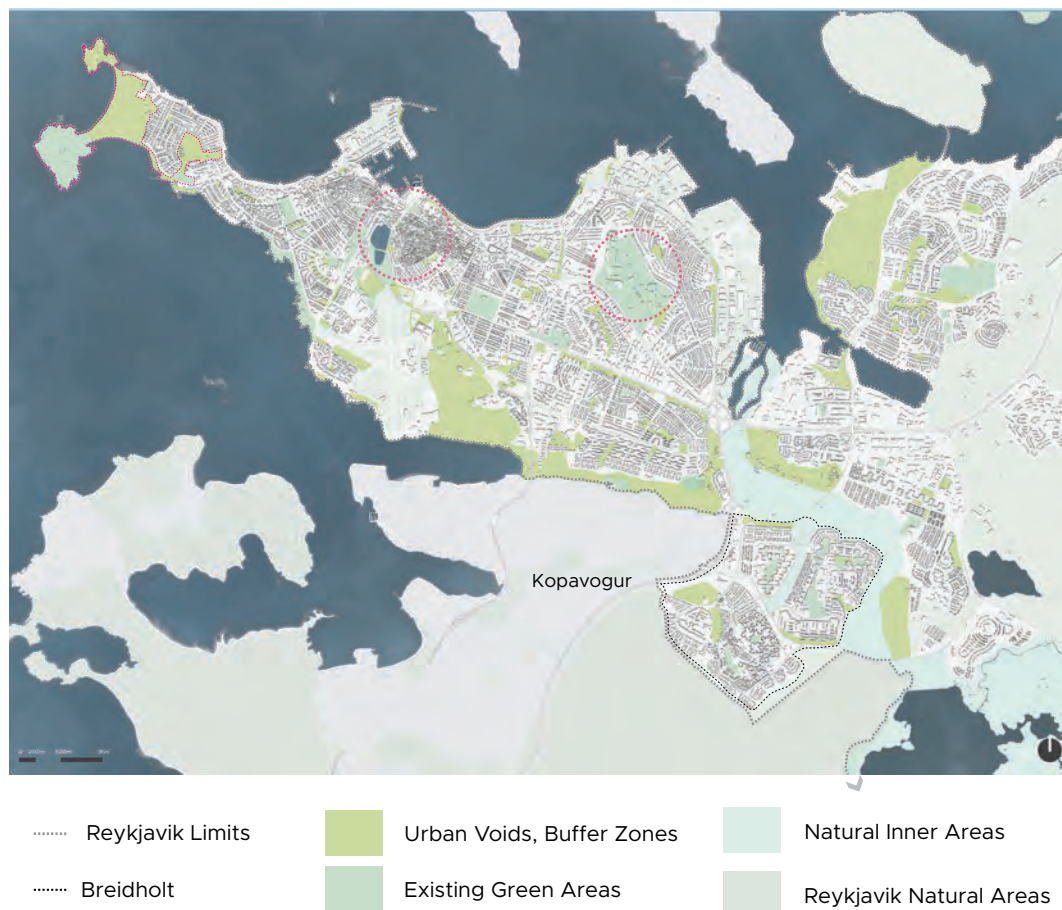 Kopavogur
Reykjavik Limits
Urban Voids, Buffer Zones
Natural Inner Areas
Breidholt
Existing Green Areas
Reykjavik Natural Areas